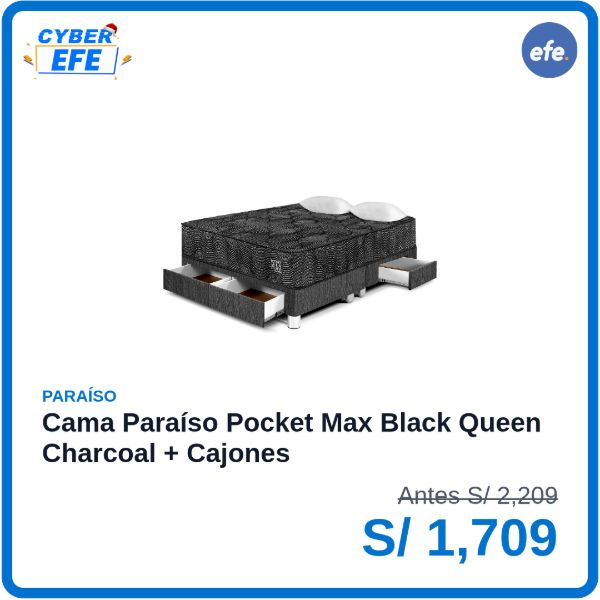 CYBER
EFE
efe.
PARAÍSO
Cama Paraíso Pocket Max Black Queen
Charcoal + Cajones
Antes S/ 2,209
S/ 1,709